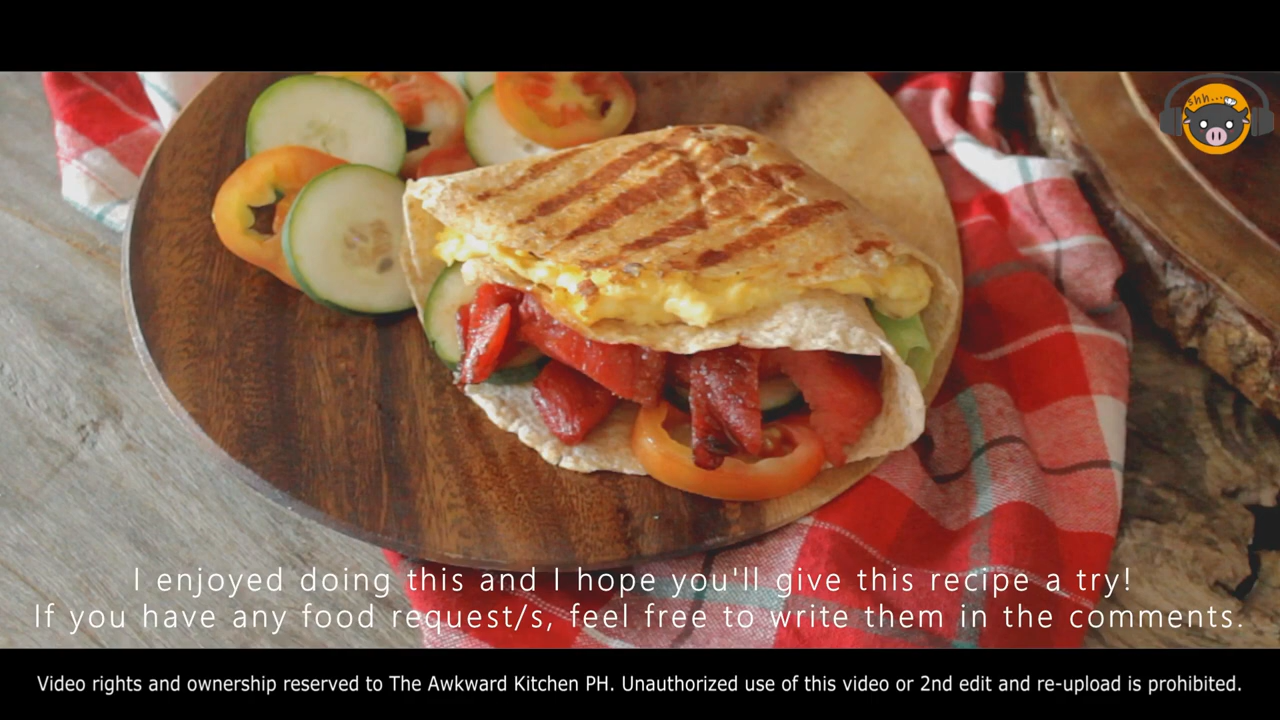 shh...
I enjoyed doing this and I hope you'll give this recipe a try!
If you have any food request/s, feel free to write them in the comments.
Video rights and ownership reserved to The Awkward Kitchen PH. Unauthorized use of this video or 2nd edit and re-upload is prohibited.